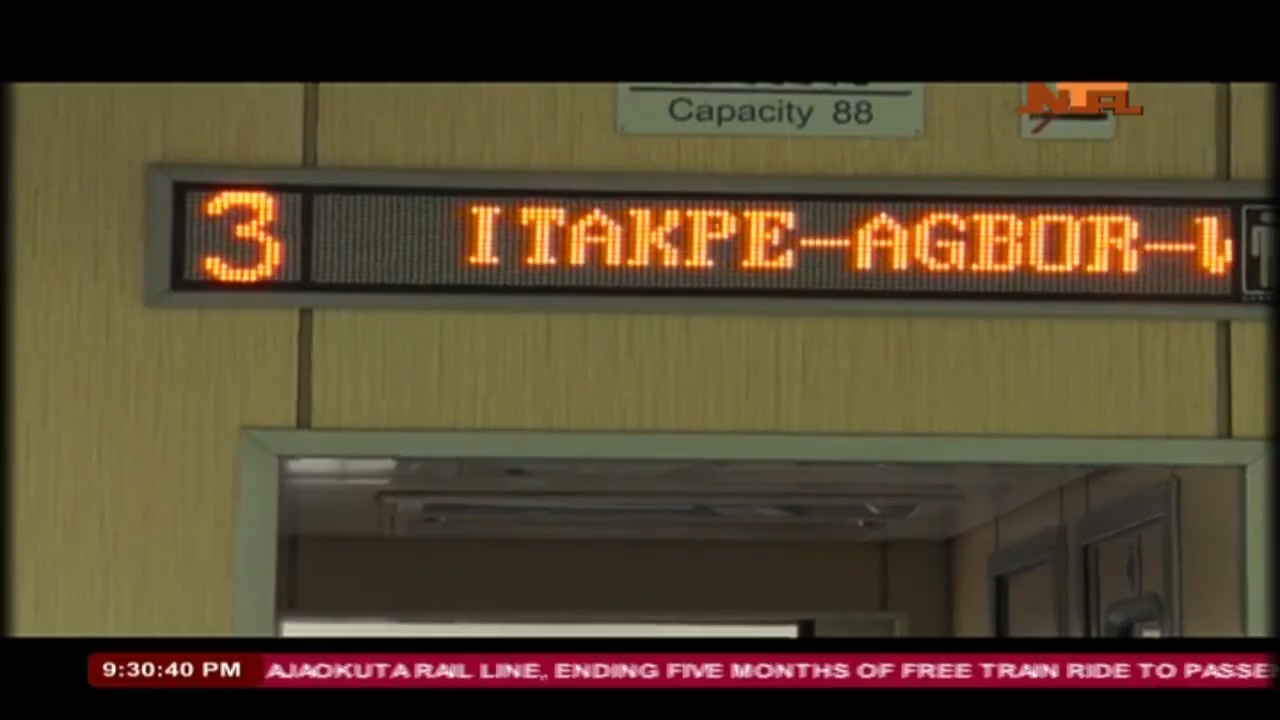 Capacity 88
NTA
3 ITAKPE-AGBOR-
i
9:30:40 PM AJAOKUTA RAIL LINE, ENDING FIVE MONTHS OF FREE TRAIN RIDE TO PASSE